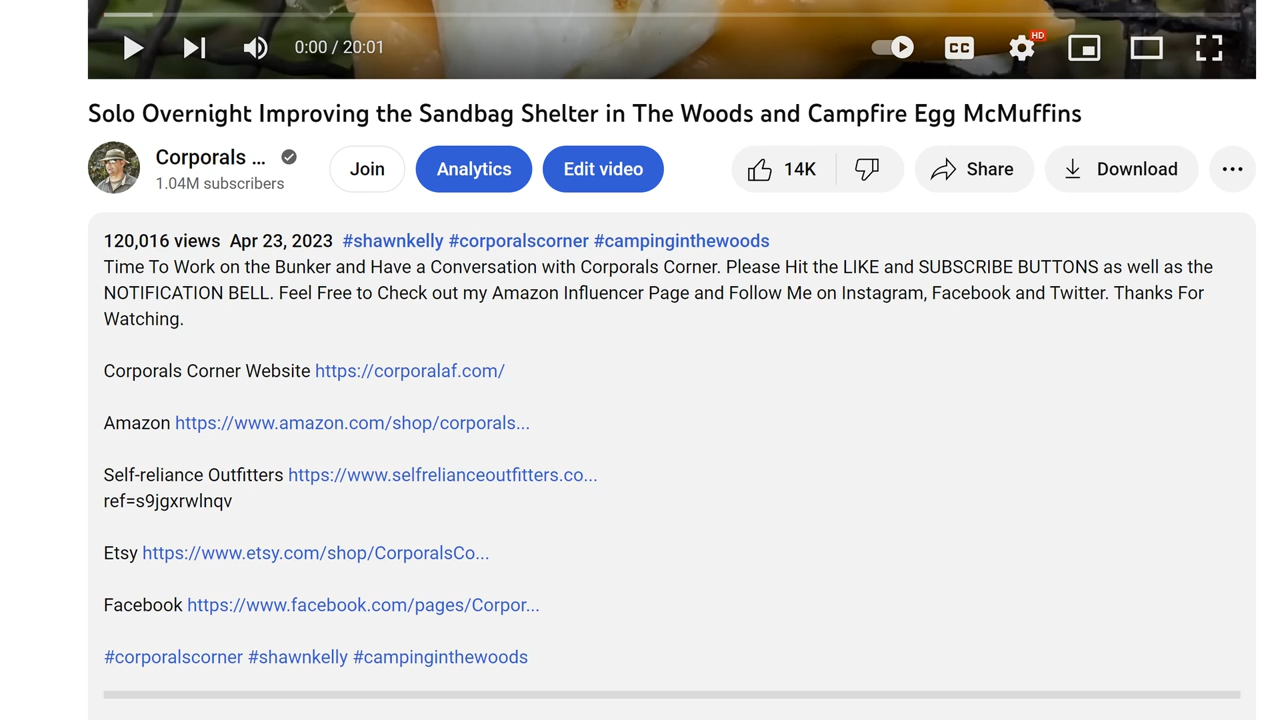 0:00 / 20:01
CC
HD
Solo Overnight Improving the Sandbag Shelter in The Woods and Campfire Egg McMuffins
Corporals ...
1.04M subscribers
Join
Analytics
Edit video
14K
Share
Download
120,016 views Apr 23, 2023 #shawnkelly #corporalscorner #campinginthewoods
Time To Work on the Bunker and Have a Conversation with Corporals Corner. Please Hit the LIKE and SUBSCRIBE BUTTONS as well as the
NOTIFICATION BELL. Feel Free to Check out my Amazon Influencer Page and Follow Me on Instagram, Facebook and Twitter. Thanks For
Watching.
Corporals Corner Website https://corporalaf.com/
Amazon https://www.amazon.com/shop/corporals...
Self-reliance Outfitters https://www.selfrelianceoutfitters.co...
ref=s9jgxrwlnqv
Etsy https://www.etsy.com/shop/CorporalsCo...
Facebook https://www.facebook.com/pages/Corpor...
#corporalscorner #shawnkelly #campinginthewoods